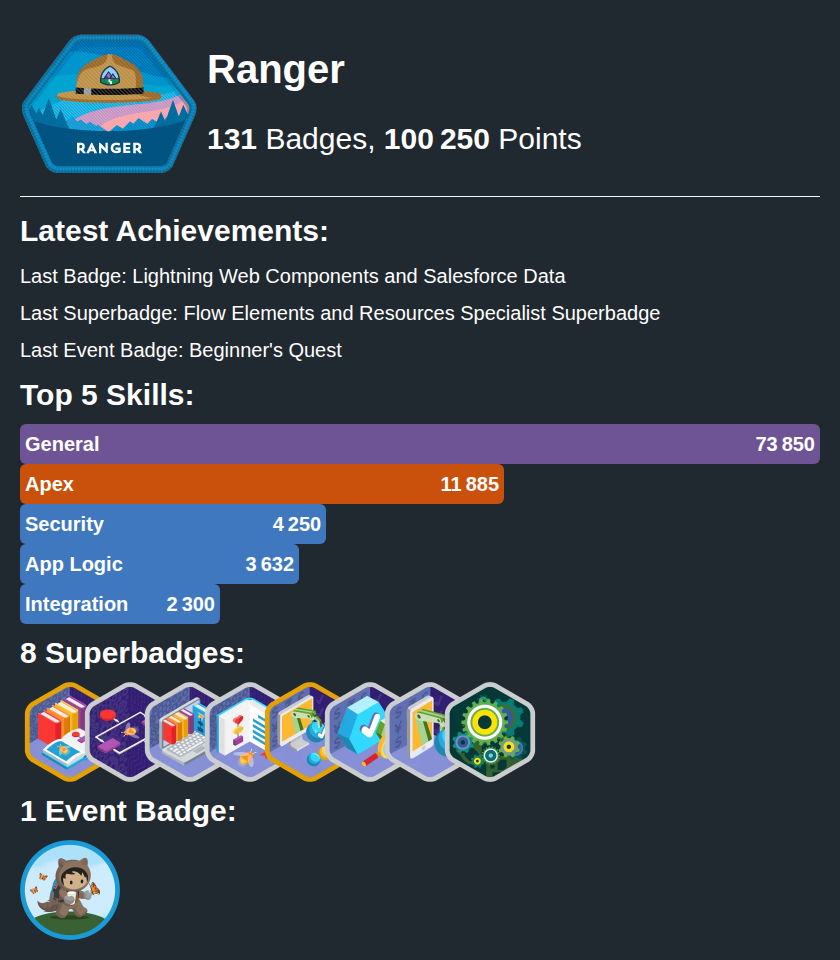 RANGER
Ranger
131 Badges, 100 250 Points
Latest Achievements:
Last Badge: Lightning Web Components and Salesforce Data
Last Superbadge: Flow Elements and Resources Specialist Superbadge
Last Event Badge: Beginner's Quest
Top 5 Skills:
General 73 850
Apex 11 885
Security 4 250
App Logic 3 632
Integration 2 300
8 Superbadges:
1 Event Badge: